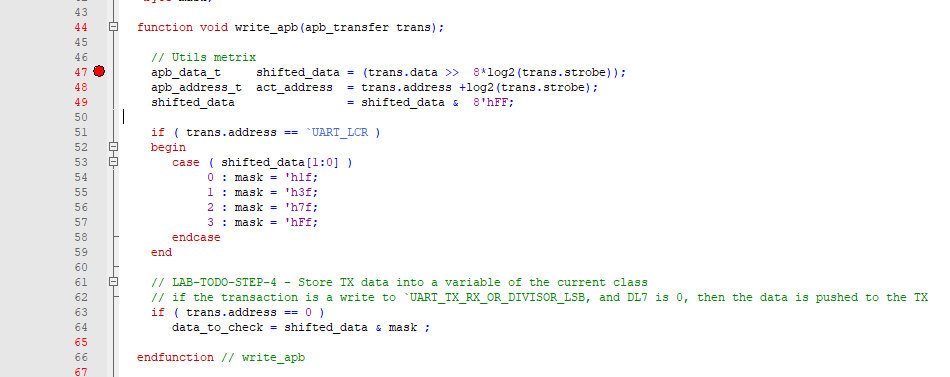 43
44 function void write_apb(apb_transfer trans);
45
46 // Utils metrix
47 apb_data_t shifted_data = (trans.data >> 8*log2(trans.strobe));
48 apb_address_t act_address = trans.address +log2(trans.strobe);
49 shifted_data = shifted_data & 8'hFF;
50
51 if ( trans.address == `UART_LCR )
52 begin
53 case ( shifted_data[1:0] )
54 0 : mask = 'h1f;
55 1 : mask = 'h3f;
56 2 : mask = 'h7f;
57 3 : mask = 'hFf;
58 endcase
59 end
60
61 // LAB-TODO-STEP-4 - Store TX data into a variable of the current class
62 // if the transaction is a write to `UART_TX_RX_OR_DIVISOR_LSB, and DL7 is 0, then the data is pushed to the TX
63 if ( trans.address == 0 )
64 data_to_check = shifted_data & mask ;
65
66 endfunction // write_apb
67